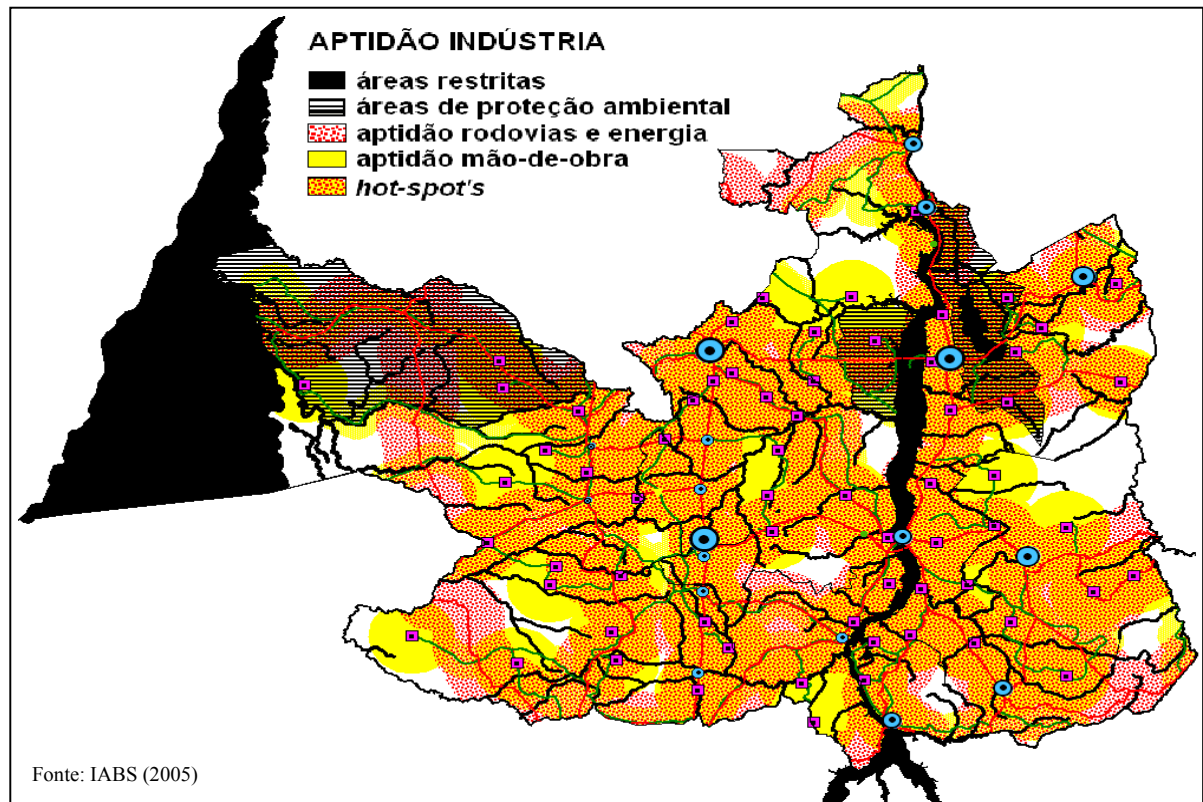 APTIDÃO INDÚSTRIA
áreas restritas
áreas de proteção ambiental
aptidão rodovias e energia
aptidão mão-de-obra
hot-spot's
Fonte: IABS (2005)